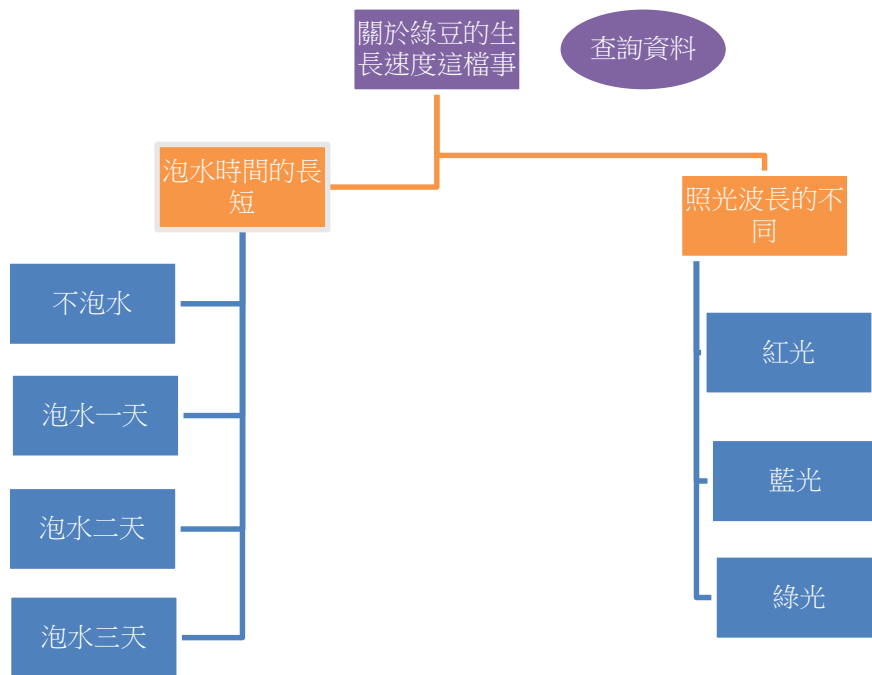 關於綠豆的生
長速度這檔事
查詢資料
泡水時間的長
短
照光波長的不
同
不泡水
泡水一天
泡水二天
泡水三天
紅光
藍光
綠光